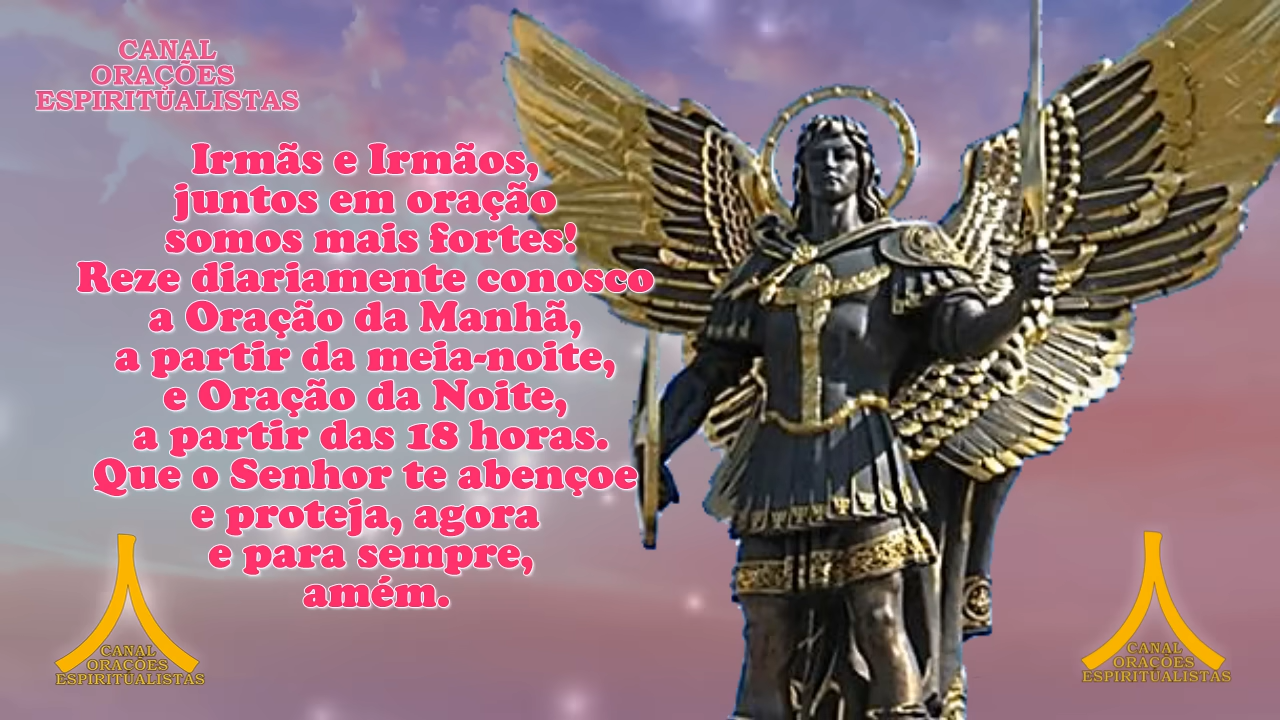 CANAL
ORAÇÕES
ESPIRITUALISTAS
Irmãs e Irmãos,
juntos em oração
somos mais fortes!
Reze diariamente conosco
a Oração da Manhã,
a partir da meia-noite,
e Oração da Noite,
a partir das 18 horas.
Que o Senhor te abençoe
e proteja, agora
e para sempre,
amém.
CANAL
ORAÇÕES
ESPIRITUALISTAS
CANAL
ORAÇÕES
ESPIRITUALISTAS